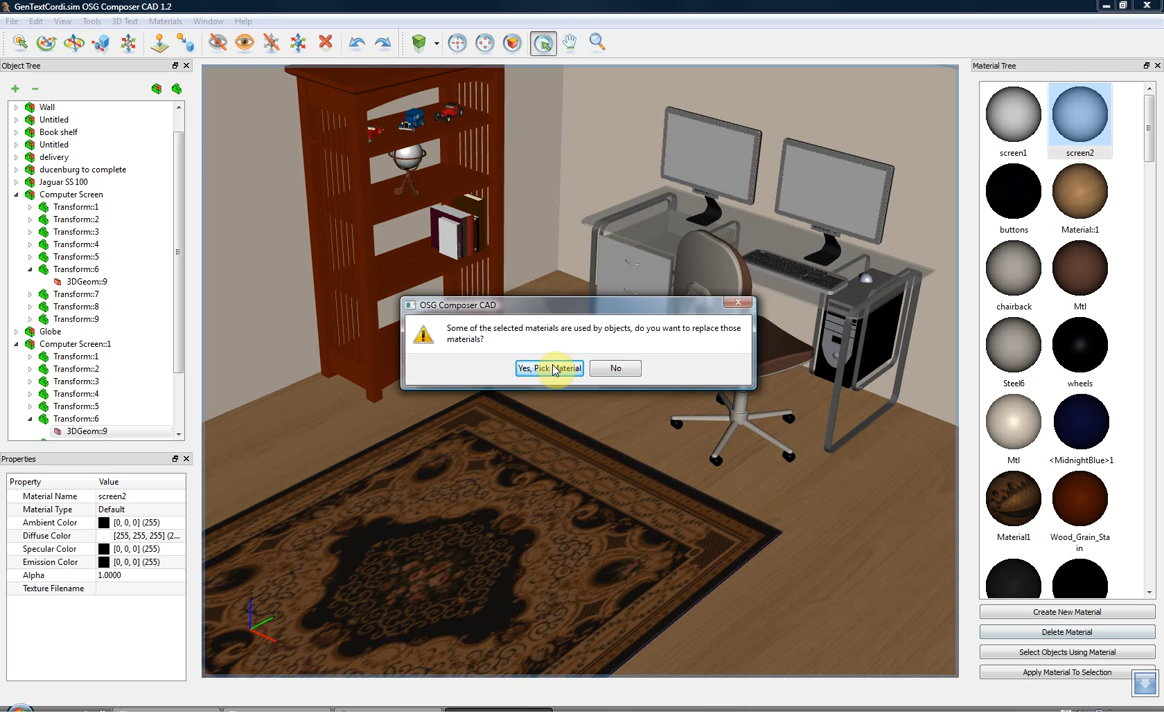 GenTextCordi.sim OSG Composer CAD 1.2
File Edit View Tools 3D Text Materials Window Help
Object Tree
Wall
Untitled
Book shelf
Untitled
delivery
ducenburg to complete
Jaguar SS 100
Computer Screen
Transform::1
Transform::2
Transform::3
Transform::4
Transform::5
Transform::6
3DGeom::9
Transform::7
Transform::8
Transform::9
Globe
Computer Screen::1
Transform::1
Transform::2
Transform::3
Transform::4
Transform::5
Transform::6
3DGeom::9
Properties
Property Value
Material Name screen2
Material Type Default
Ambient Color [0, 0, 0] (255)
Diffuse Color [255, 255, 255] (2...
Specular Color [0, 0, 0] (255)
Emission Color [0, 0, 0] (255)
Alpha 1.0000
Texture Filename
OSG Composer CAD
Some of the selected materials are used by objects, do you want to replace those
materials?
Yes, Pick Material No
Material Tree
screen1 screen2
buttons Material::1
chairback Mtl
Steel6 wheels
Mtl <MidnightBlue>1
Material1 Wood_Grain_Sta
in
Create New Material
Delete Material
Select Objects Using Material
Apply Material To Selection